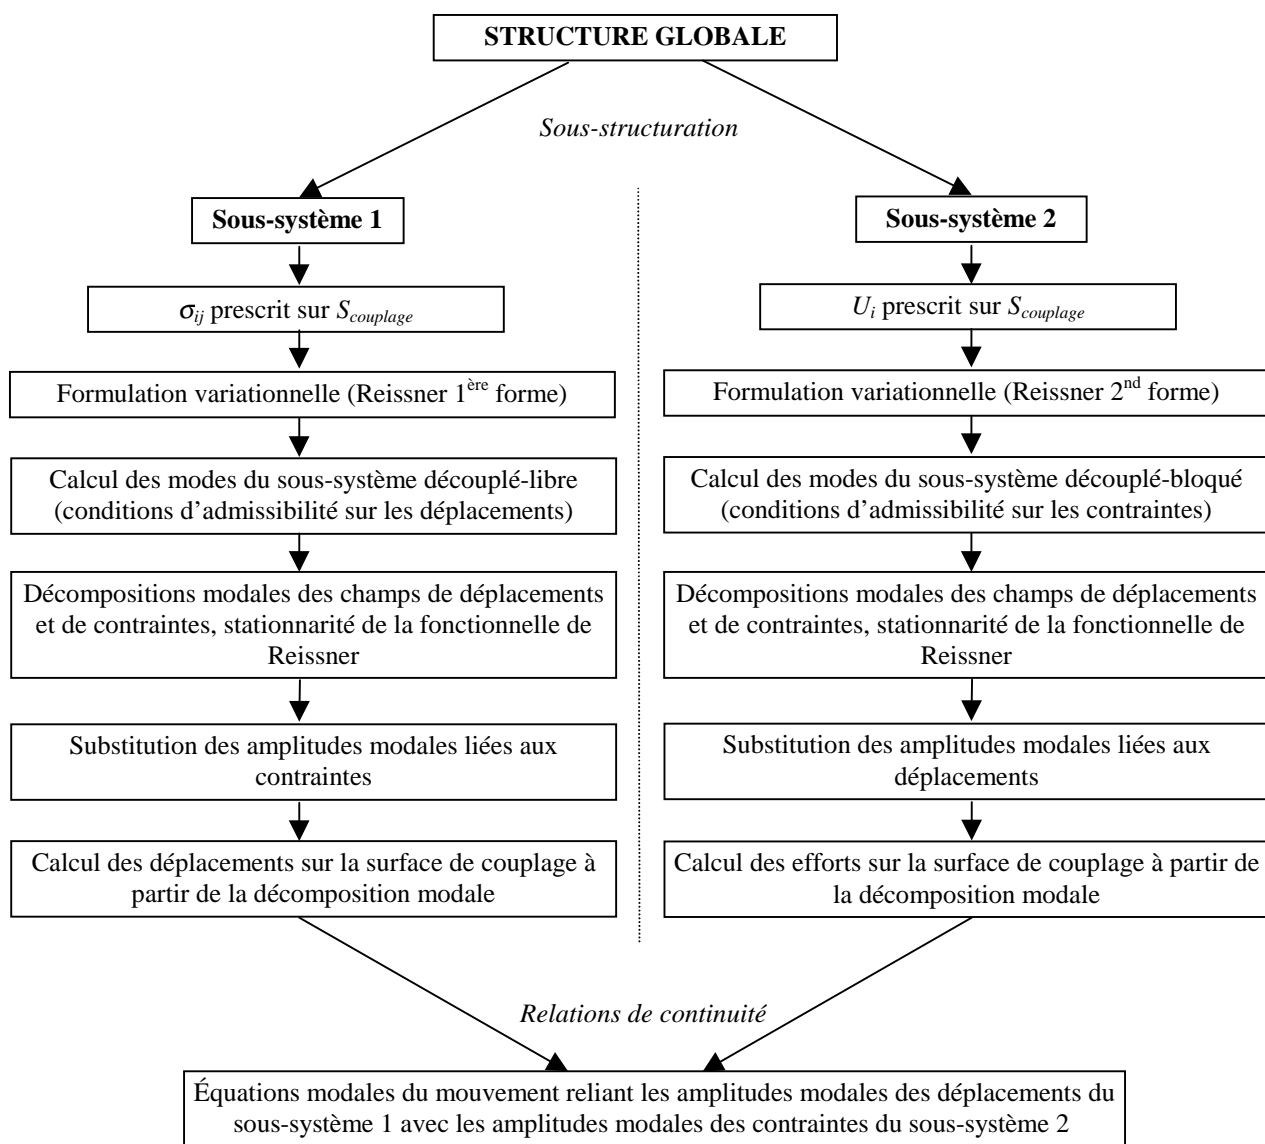 STRUCTURE GLOBALE
Sous-structuration
Sous-système 1
σij prescrit sur Scouplage
Formulation variationnelle (Reissner 1ère forme)
Calcul des modes du sous-système découplé-libre
(conditions d'admissibilité sur les déplacements)
Décompositions modales des champs de déplacements
et de contraintes, stationnarité de la fonctionnelle de
Reissner
Substitution des amplitudes modales liées aux
contraintes
Calcul des déplacements sur la surface de couplage à
partir de la décomposition modale
Sous-système 2
Ui prescrit sur Scouplage
Formulation variationnelle (Reissner 2nd forme)
Calcul des modes du sous-système découplé-bloqué
(conditions d'admissibilité sur les contraintes)
Décompositions modales des champs de déplacements
et de contraintes, stationnarité de la fonctionnelle de
Reissner
Substitution des amplitudes modales liées aux
déplacements
Calcul des efforts sur la surface de couplage à partir de
la décomposition modale
Relations de continuité
Équations modales du mouvement reliant les amplitudes modales des déplacements du
sous-système 1 avec les amplitudes modales des contraintes du sous-système 2